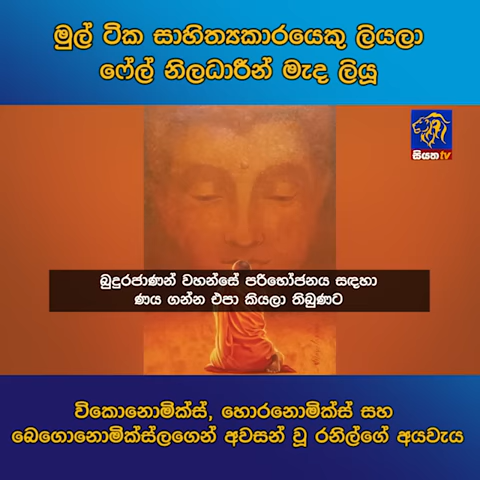 මුල් ටික සාහිත්‍යකාරයෙකු ලියලා
ෆේල් නිලධාරීන් මැද ලියූ
සියත tv
බුදුරජාණන් වහන්සේ පරිභෝජනය සඳහා
ණය ගන්න එපා කියලා තිබුණට
විකොනොමික්ස්, හොරනොමික්ස් සහ
බෙගොනොමික්ස්ලගෙන් අවසන් වූ රනිල්ගේ අයවැය